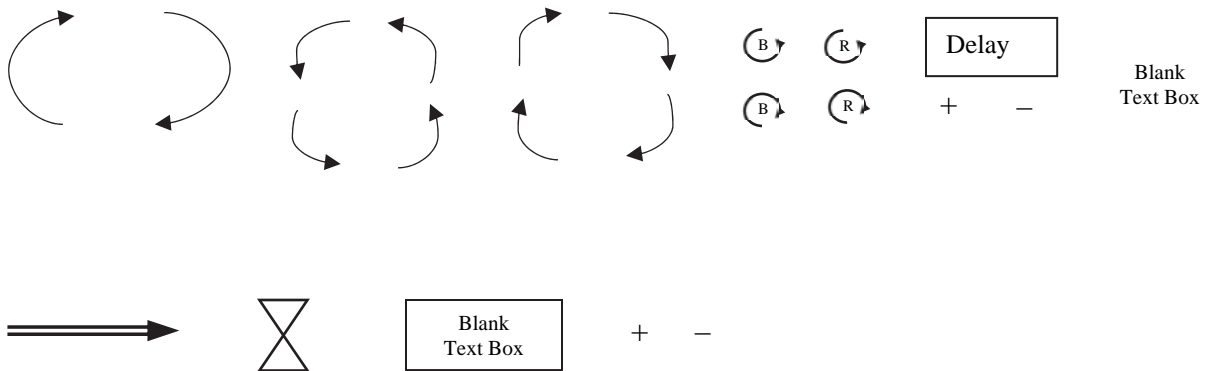 B R Delay
Blank
Text Box
B R + –
Blank
Text Box
+ –